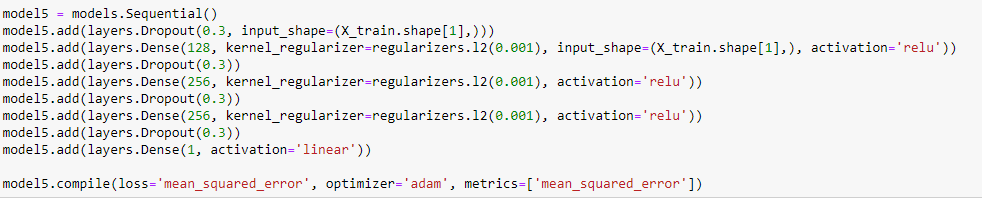 model5 = models.Sequential()
model5.add(layers.Dropout(0.3, input_shape=(X_train.shape[1],)))
model5.add(layers.Dense(128, kernel_regularizer=regularizers.l2(0.001), input_shape=(X_train.shape[1],), activation='relu'))
model5.add(layers.Dropout(0.3))
model5.add(layers.Dense(256, kernel_regularizer=regularizers.l2(0.001), activation='relu'))
model5.add(layers.Dropout(0.3))
model5.add(layers.Dense(256, kernel_regularizer=regularizers.l2(0.001), activation='relu'))
model5.add(layers.Dropout(0.3))
model5.add(layers.Dense(1, activation='linear'))
model5.compile(loss='mean_squared_error', optimizer='adam', metrics=['mean_squared_error'])